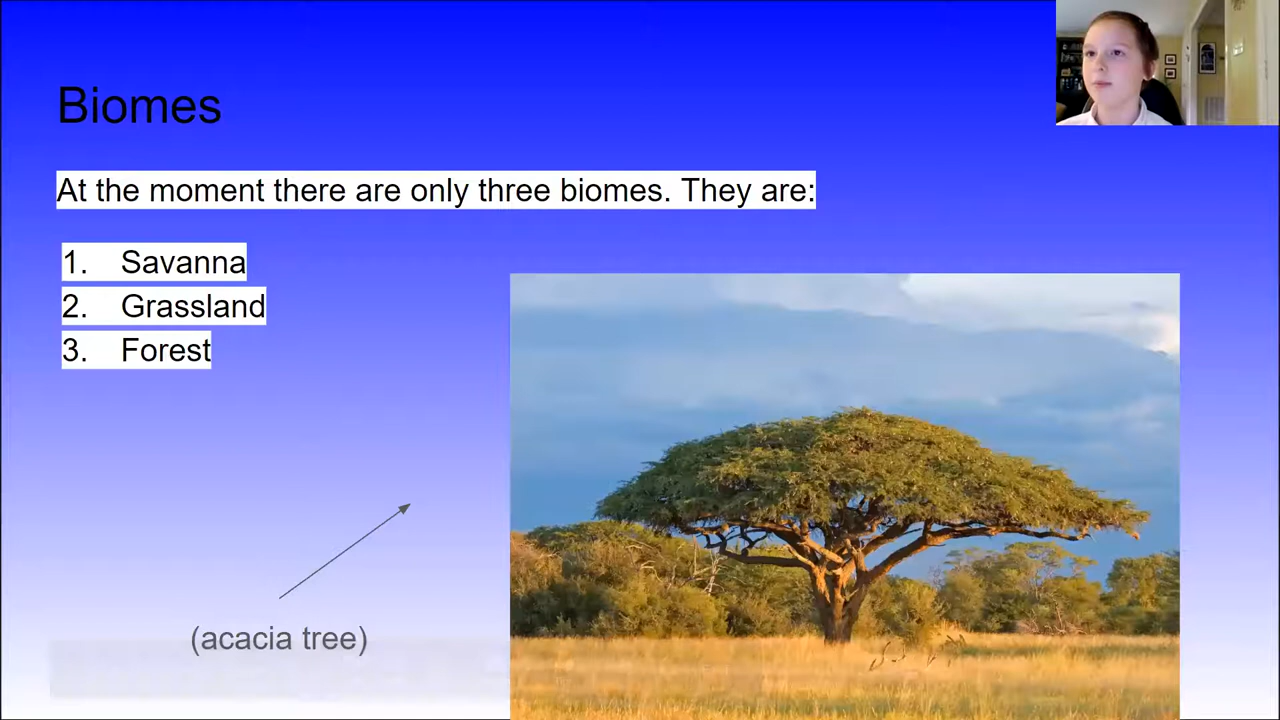 Biomes
At the moment there are only three biomes. They are:
1. Savanna
2. Grassland
3. Forest
(acacia tree)